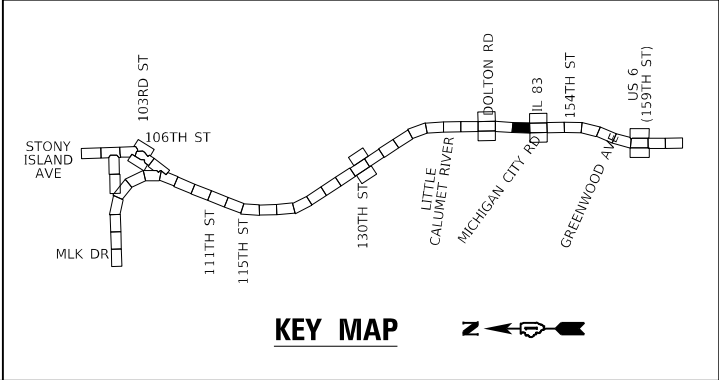 103RD ST
106TH ST
STONY
ISLAND
AVE
MLK DR
111TH ST
115TH ST
130TH ST
LITTLE
CALUMET RIVER
DOLTON RD
MICHIGAN CITY RD
IL 83
154TH ST
GREENWOOD AVE
US 6
(159TH ST)
KEY MAP
N